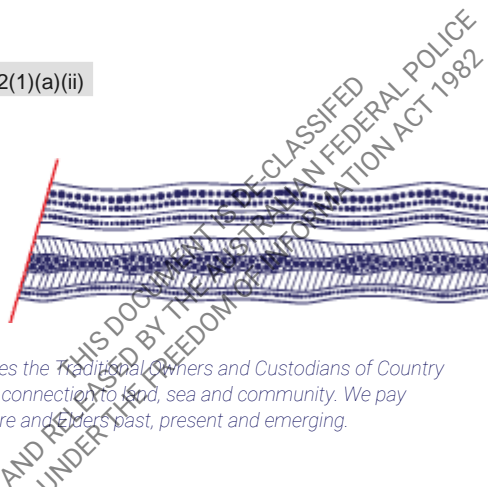 2(1)(a)(ii)
THIS DOCUMENT IS DE-CLASSIFED
AND RELEASED BY THE AUSTRALIAN FEDERAL POLICE
UNDER THE FREEDOM OF INFORMATION ACT 1982
es the Traditional Owners and Custodians of Country
connection to land, sea and community. We pay
re and Elders past, present and emerging.